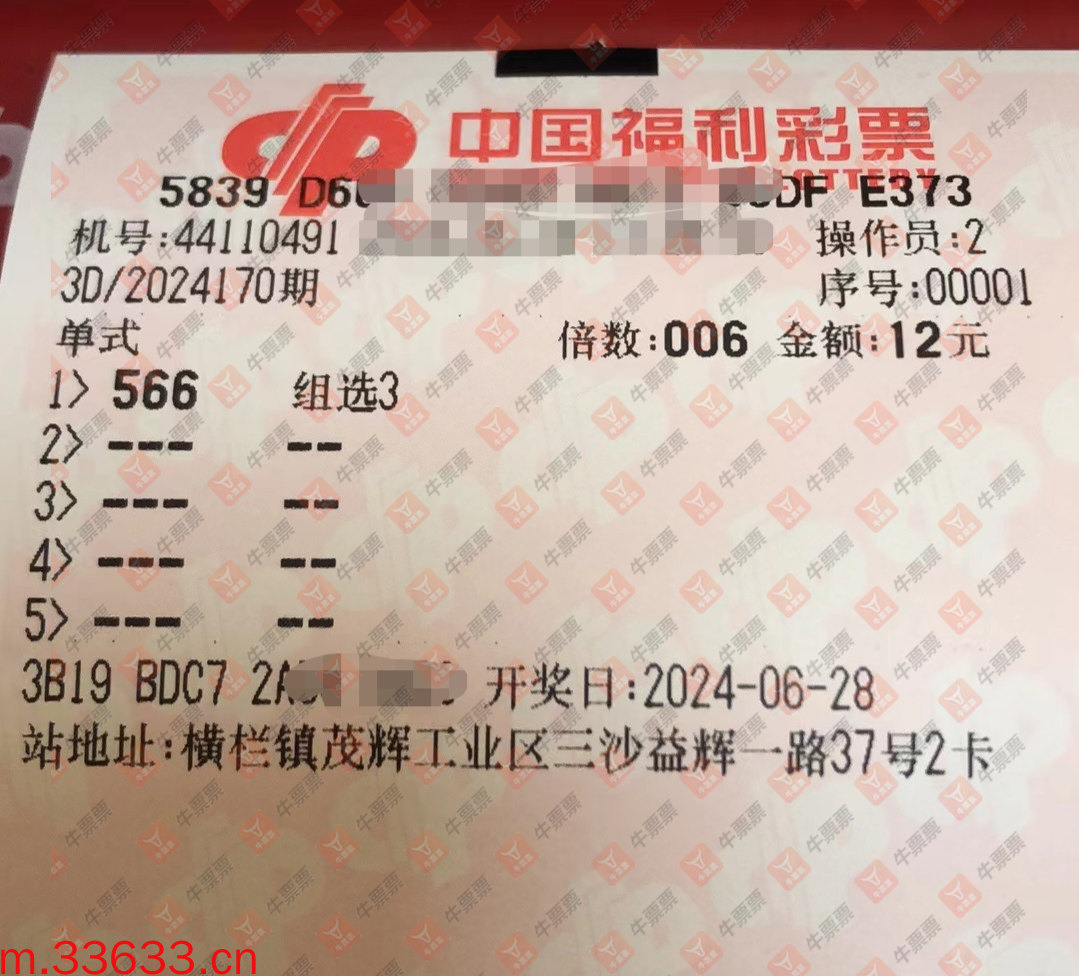 中国福利彩票
LOTTERY
5839 D6 DF E373
机号:44110491 操作员:2
3D/2024170期 序号:00001
单式 倍数:006 金额:12元
1> 566 组选3
2> --- --
3> --- --
4> --- --
5> --- --
3B19 BDC7 2A 开奖日:2024-06-28
站地址:横栏镇茂辉工业区三沙益辉一路37号2卡
牛票票
m.33633.cn